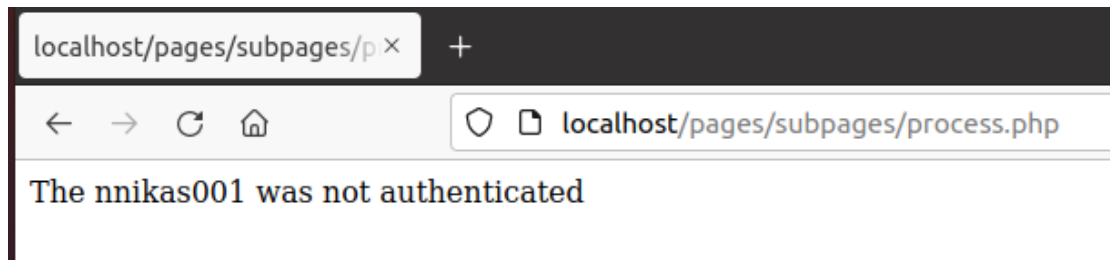 localhost/pages/subpages/p
localhost/pages/subpages/process.php
The nnikas001 was not authenticated